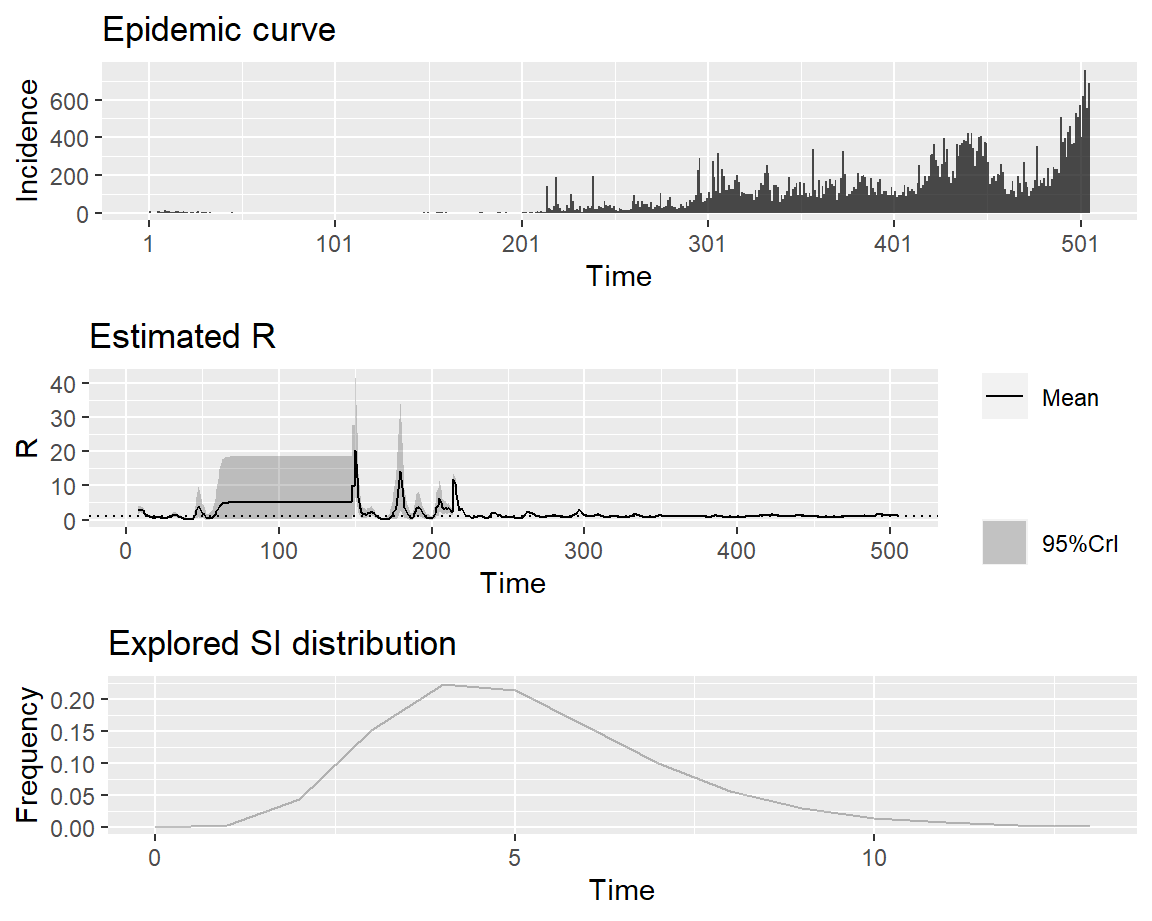 Epidemic curve
Incidence
600
400
200
0
1 101 201 301 401 501
Time
Estimated R
R
40
30
20
10
0
0 100 200 300 400 500
Time
Mean
95%CrI
Explored SI distribution
Frequency
0.20
0.15
0.10
0.05
0.00
0 5 10
Time